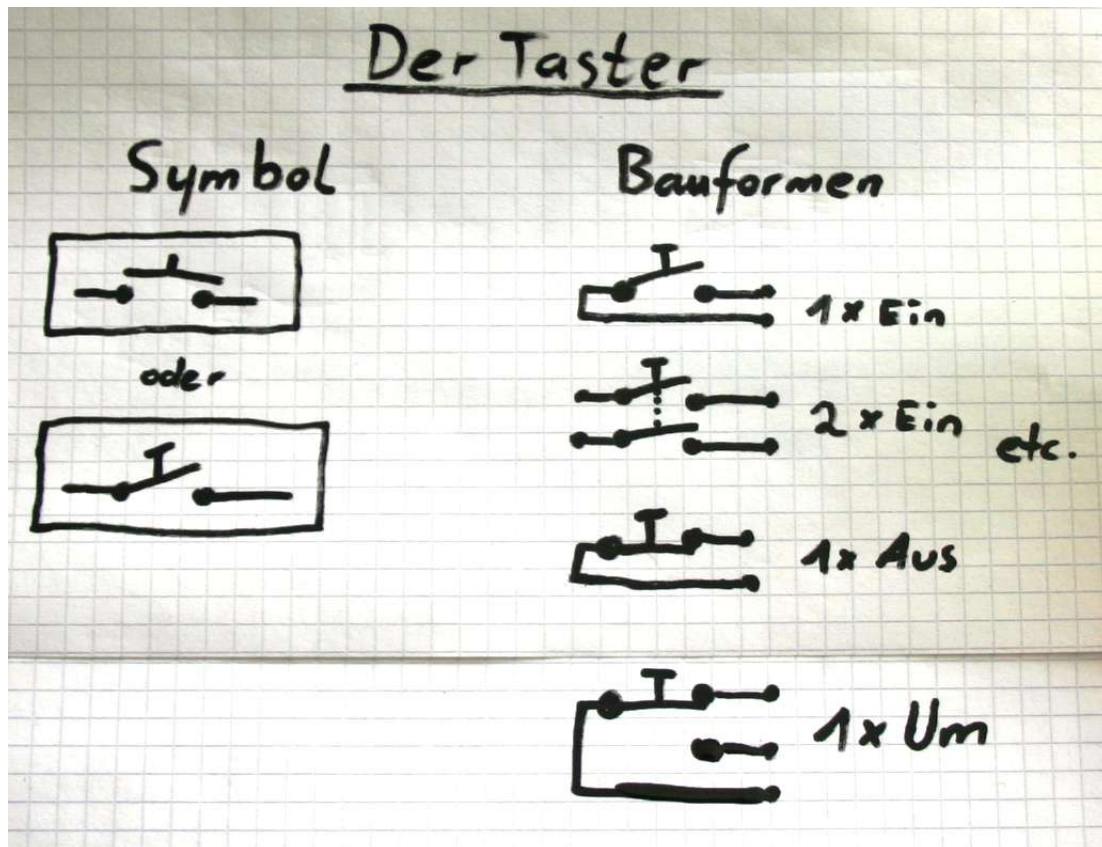 Der Taster
Symbol
oder
Bauformen
1x Ein
2x Ein
etc.
1x Aus
1x Um